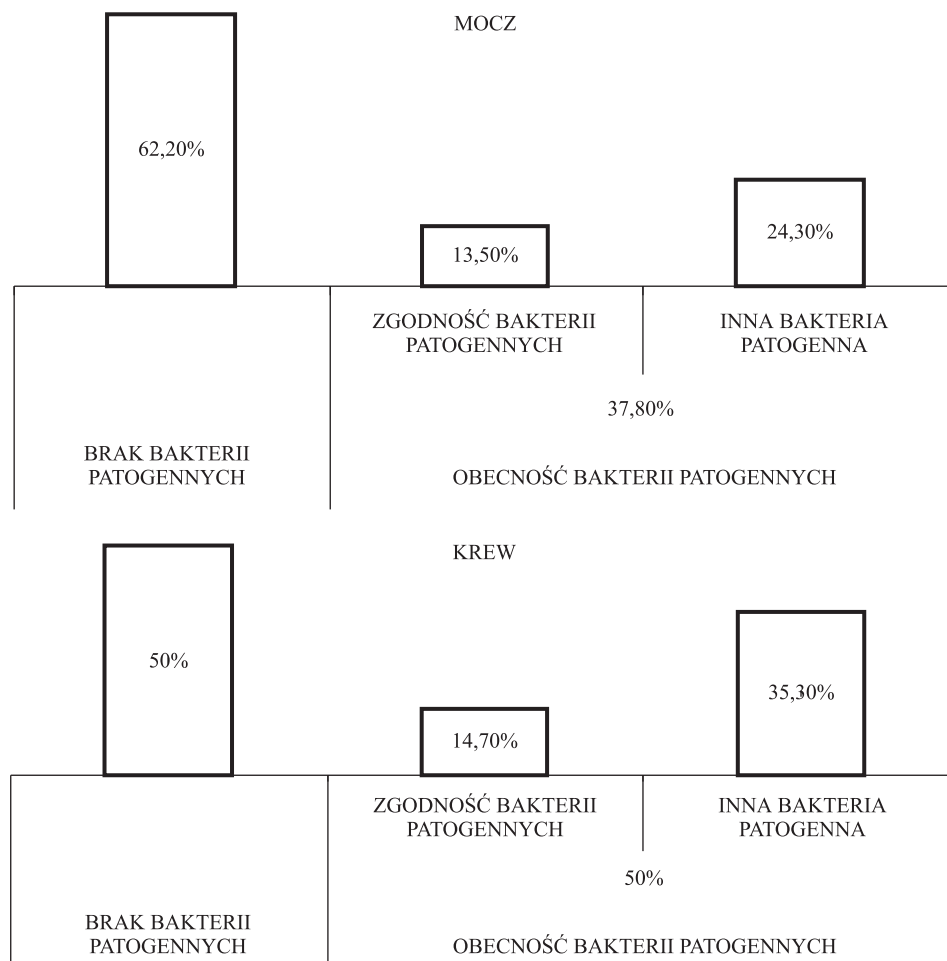 MOCZ
62,20%
13,50%
24,30%
ZGODNOŚĆ BAKTERII
PATOGENNYCH
INNA BAKTERIA
PATOGENNA
37,80%
BRAK BAKTERII
PATOGENNYCH
OBECNOŚĆ BAKTERII PATOGENNYCH
KREW
50%
14,70%
35,30%
ZGODNOŚĆ BAKTERII
PATOGENNYCH
INNA BAKTERIA
PATOGENNA
50%
BRAK BAKTERII
PATOGENNYCH
OBECNOŚĆ BAKTERII PATOGENNYCH